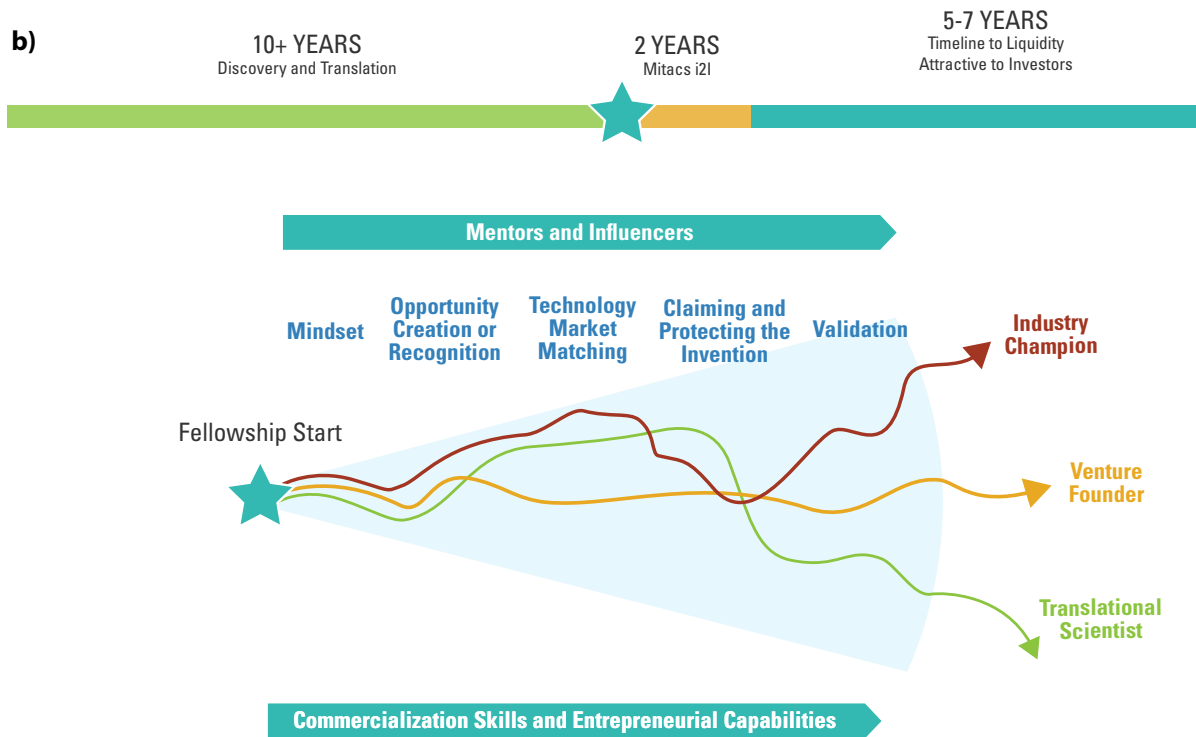 b)
10+ YEARS
Discovery and Translation
2 YEARS
Mitacs i2I
5-7 YEARS
Timeline to Liquidity
Attractive to Investors
Mentors and Influencers
Mindset
Opportunity
Creation or
Recognition
Technology
Market
Matching
Claiming and
Protecting the
Invention
Validation
Industry
Champion
Fellowship Start
Venture
Founder
Translational
Scientist
Commercialization Skills and Entrepreneurial Capabilities